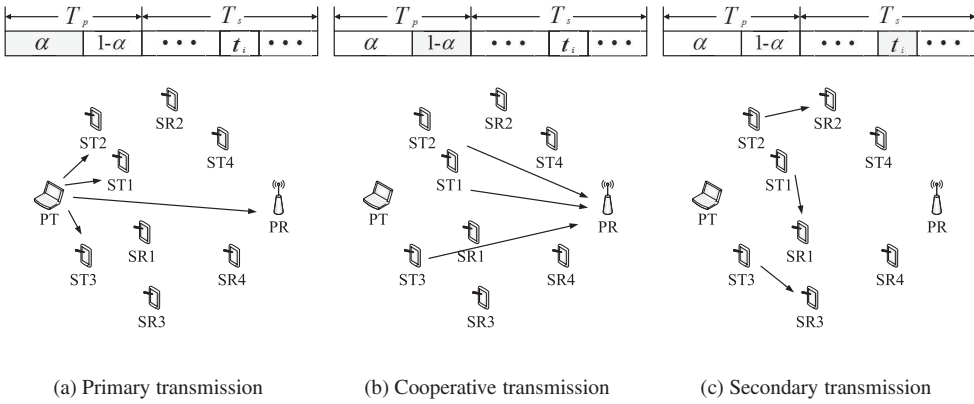 T_p T_s
α 1-α • • • t_i • • •
ST2
SR2
ST4
ST1
PT
PR
SR1
ST3
SR4
SR3
(a) Primary transmission
T_p T_s
α 1-α • • • t_i • • •
ST2
SR2
ST4
ST1
PT
PR
SR1
ST3
SR4
SR3
(b) Cooperative transmission
T_p T_s
α 1-α • • • t_i • • •
ST2
SR2
ST4
ST1
PT
PR
SR1
ST3
SR4
SR3
(c) Secondary transmission